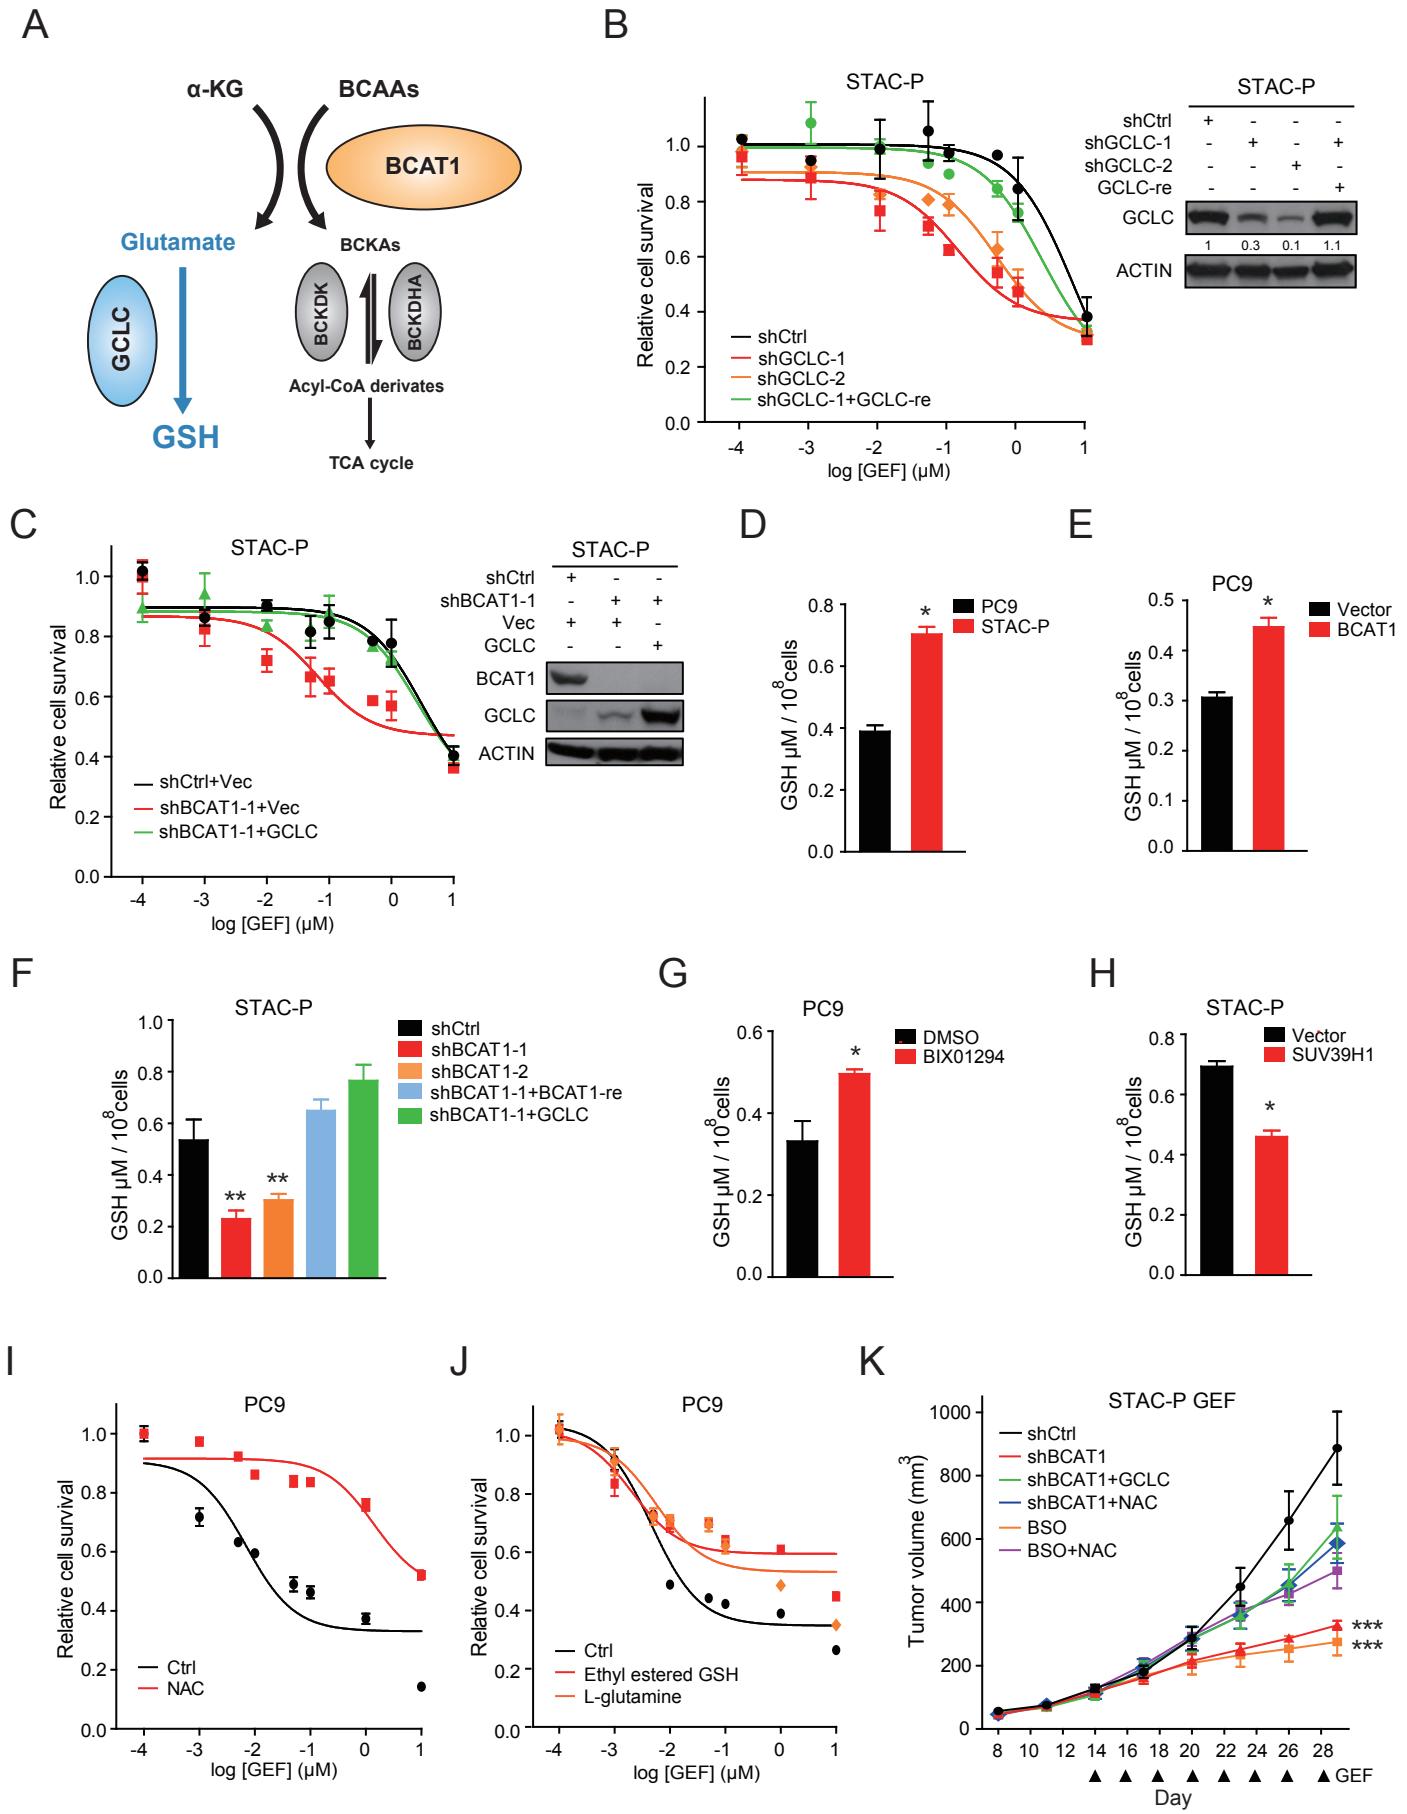 A
α-KG
BCAAs
BCAT1
Glutamate
BCKAs
GCLC
BCKDK
BCKDHA
Acyl-CoA derivates
GSH
TCA cycle
B
STAC-P
Relative cell survival
1.0
0.8
0.6
0.4
0.2
0.0
shCtrl
shGCLC-1
shGCLC-2
shGCLC-1+GCLC-re
-4 -3 -2 -1 0 1
log [GEF] (µM)
STAC-P
shCtrl + - - -
shGCLC-1 - + - +
shGCLC-2 - - + -
GCLC-re - - - +
GCLC
1 0.3 0.1 1.1
ACTIN
C
STAC-P
Relative cell survival
1.0
0.8
0.6
0.4
0.2
0.0
shCtrl+Vec
shBCAT1-1+Vec
shBCAT1-1+GCLC
-4 -3 -2 -1 0 1
log [GEF] (µM)
STAC-P
shCtrl + - -
shBCAT1-1 - + +
Vec + + -
GCLC - - +
BCAT1
GCLC
ACTIN
D
GSH µM / 10⁸cells
0.8
0.6
0.4
0.2
0.0
*
PC9
STAC-P
E
PC9
GSH µM / 10⁸cells
0.5
0.3
0.2
0.1
0.0
*
Vector
BCAT1
F
STAC-P
GSH µM / 10⁸cells
1.0
0.8
0.6
0.4
0.2
0.0
** **
shCtrl
shBCAT1-1
shBCAT1-2
shBCAT1-1+BCAT1-re
shBCAT1-1+GCLC
G
PC9
GSH µM / 10⁸cells
0.6
0.4
0.2
0.0
*
DMSO
BIX01294
H
STAC-P
GSH µM / 10⁸cells
0.8
0.6
0.4
0.2
0.0
*
Vector
SUV39H1
I
PC9
Relative cell survival
1.0
0.8
0.6
0.4
0.2
0.0
Ctrl
NAC
-4 -3 -2 -1 0 1
log [GEF] (µM)
J
PC9
Relative cell survival
1.0
0.8
0.6
0.4
0.2
0.0
Ctrl
Ethyl estered GSH
L-glutamine
-4 -3 -2 -1 0 1
log [GEF] (µM)
K
STAC-P GEF
Tumor volume (mm³)
1000
800
600
400
200
0
shCtrl
shBCAT1
shBCAT1+GCLC
shBCAT1+NAC
BSO
BSO+NAC
***
***
8 10 12 14 16 18 20 22 24 26 28
GEF
Day